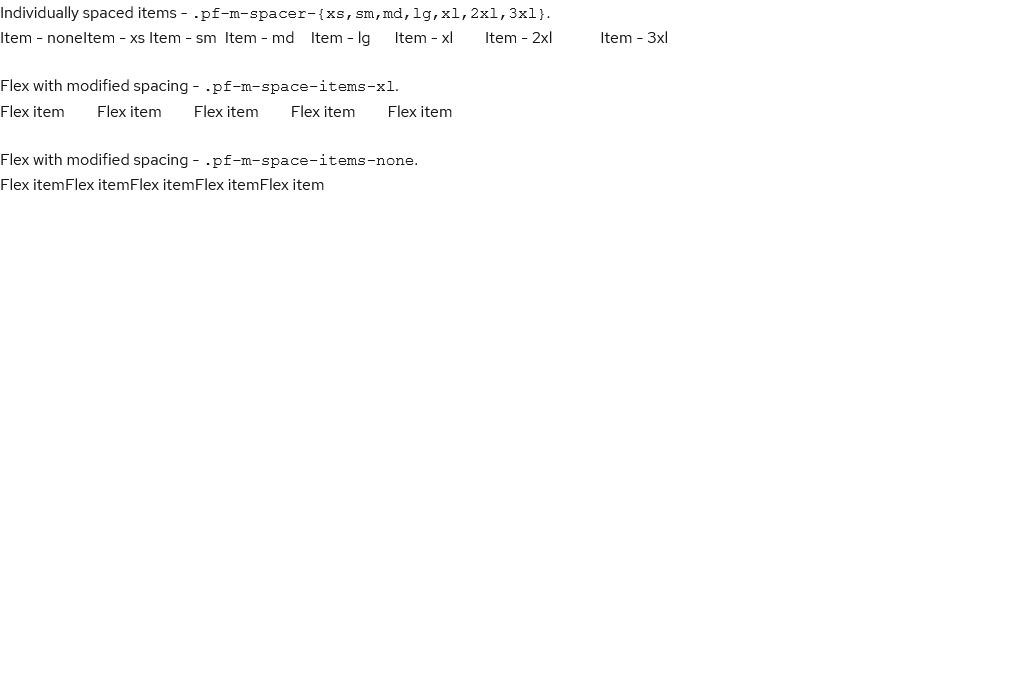 Individually spaced items - .pf-m-spacer-{xs,sm,md,lg,xl,2xl,3xl}.
Item - noneItem - xs Item - sm Item - md Item - lg Item - xl Item - 2xl Item - 3xl
Flex with modified spacing - .pf-m-space-items-xl.
Flex item Flex item Flex item Flex item Flex item
Flex with modified spacing - .pf-m-space-items-none.
Flex itemFlex itemFlex itemFlex itemFlex item